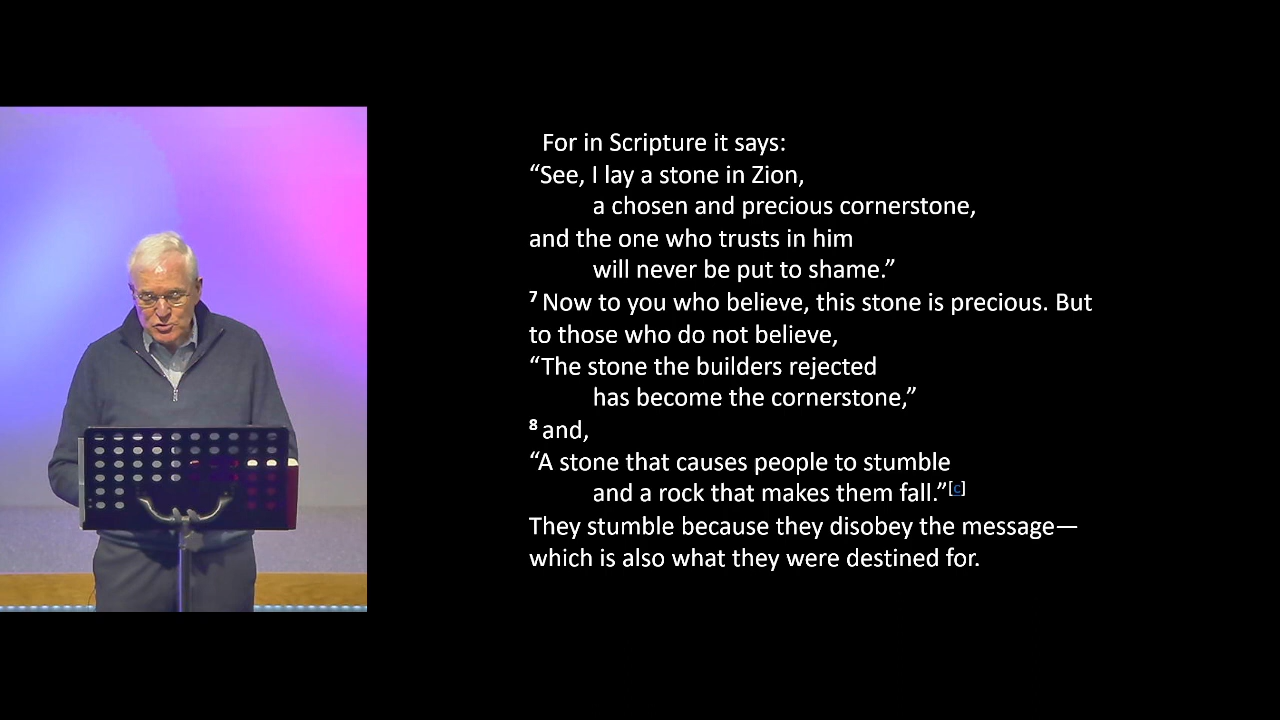 For in Scripture it says:
“See, I lay a stone in Zion,
a chosen and precious cornerstone,
and the one who trusts in him
will never be put to shame.”
7 Now to you who believe, this stone is precious. But
to those who do not believe,
“The stone the builders rejected
has become the cornerstone,”
8 and,
“A stone that causes people to stumble
and a rock that makes them fall.”[c]
They stumble because they disobey the message—
which is also what they were destined for.